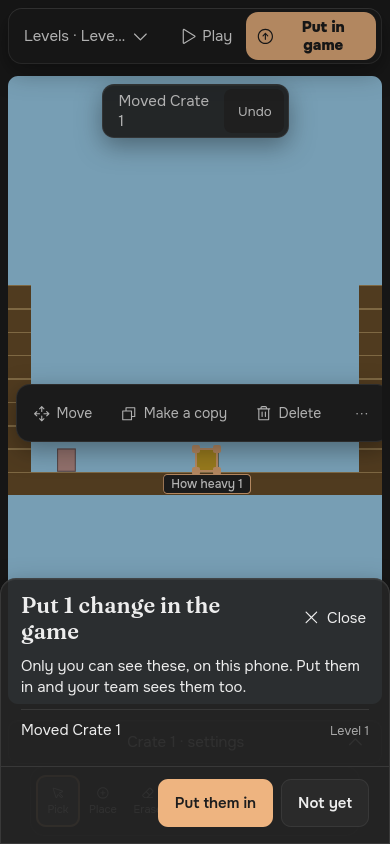 Levels · Leve...
Play
Put in
game
Moved Crate
1
Undo
Move
Make a copy
Delete
...
How heavy 1
Put 1 change in the
game
Close
Only you can see these, on this phone. Put them
in and your team sees them too.
Moved Crate 1
Level 1
Crate 1 · settings
Pick
Place
Put them in
Not yet